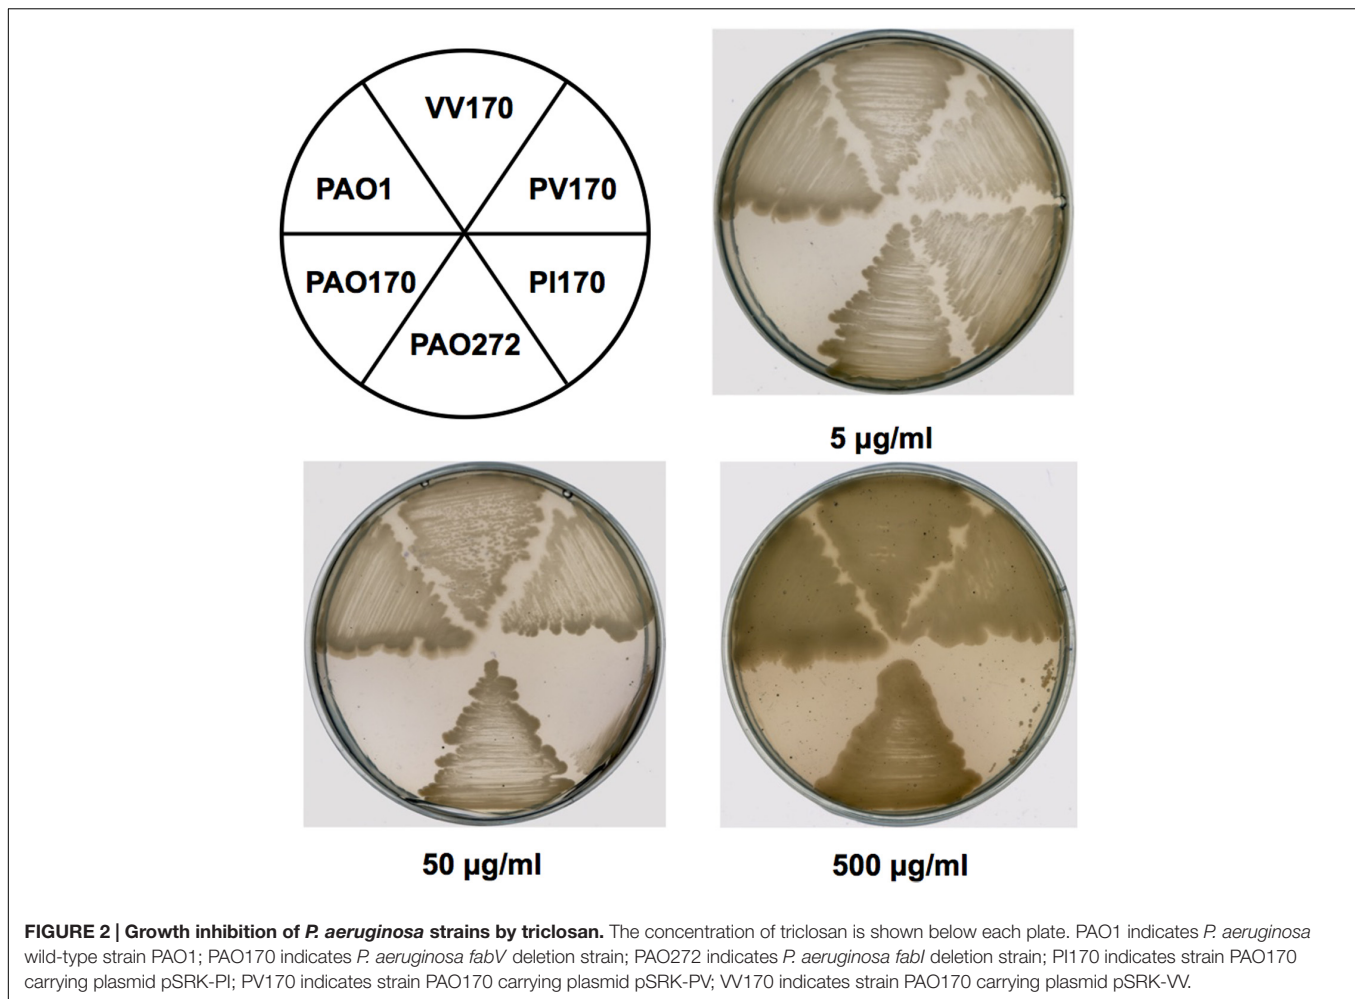 VV170
PAO1
PV170
PAO170
PI170
PAO272
5 µg/ml
50 µg/ml
500 µg/ml
FIGURE 2 | Growth inhibition of P. aeruginosa strains by triclosan. The concentration of triclosan is shown below each plate. PAO1 indicates P. aeruginosa
wild-type strain PAO1; PAO170 indicates P. aeruginosa fabV deletion strain; PAO272 indicates P. aeruginosa fabI deletion strain; PI170 indicates strain PAO170
carrying plasmid pSRK-PI; PV170 indicates strain PAO170 carrying plasmid pSRK-PV; VV170 indicates strain PAO170 carrying plasmid pSRK-VV.